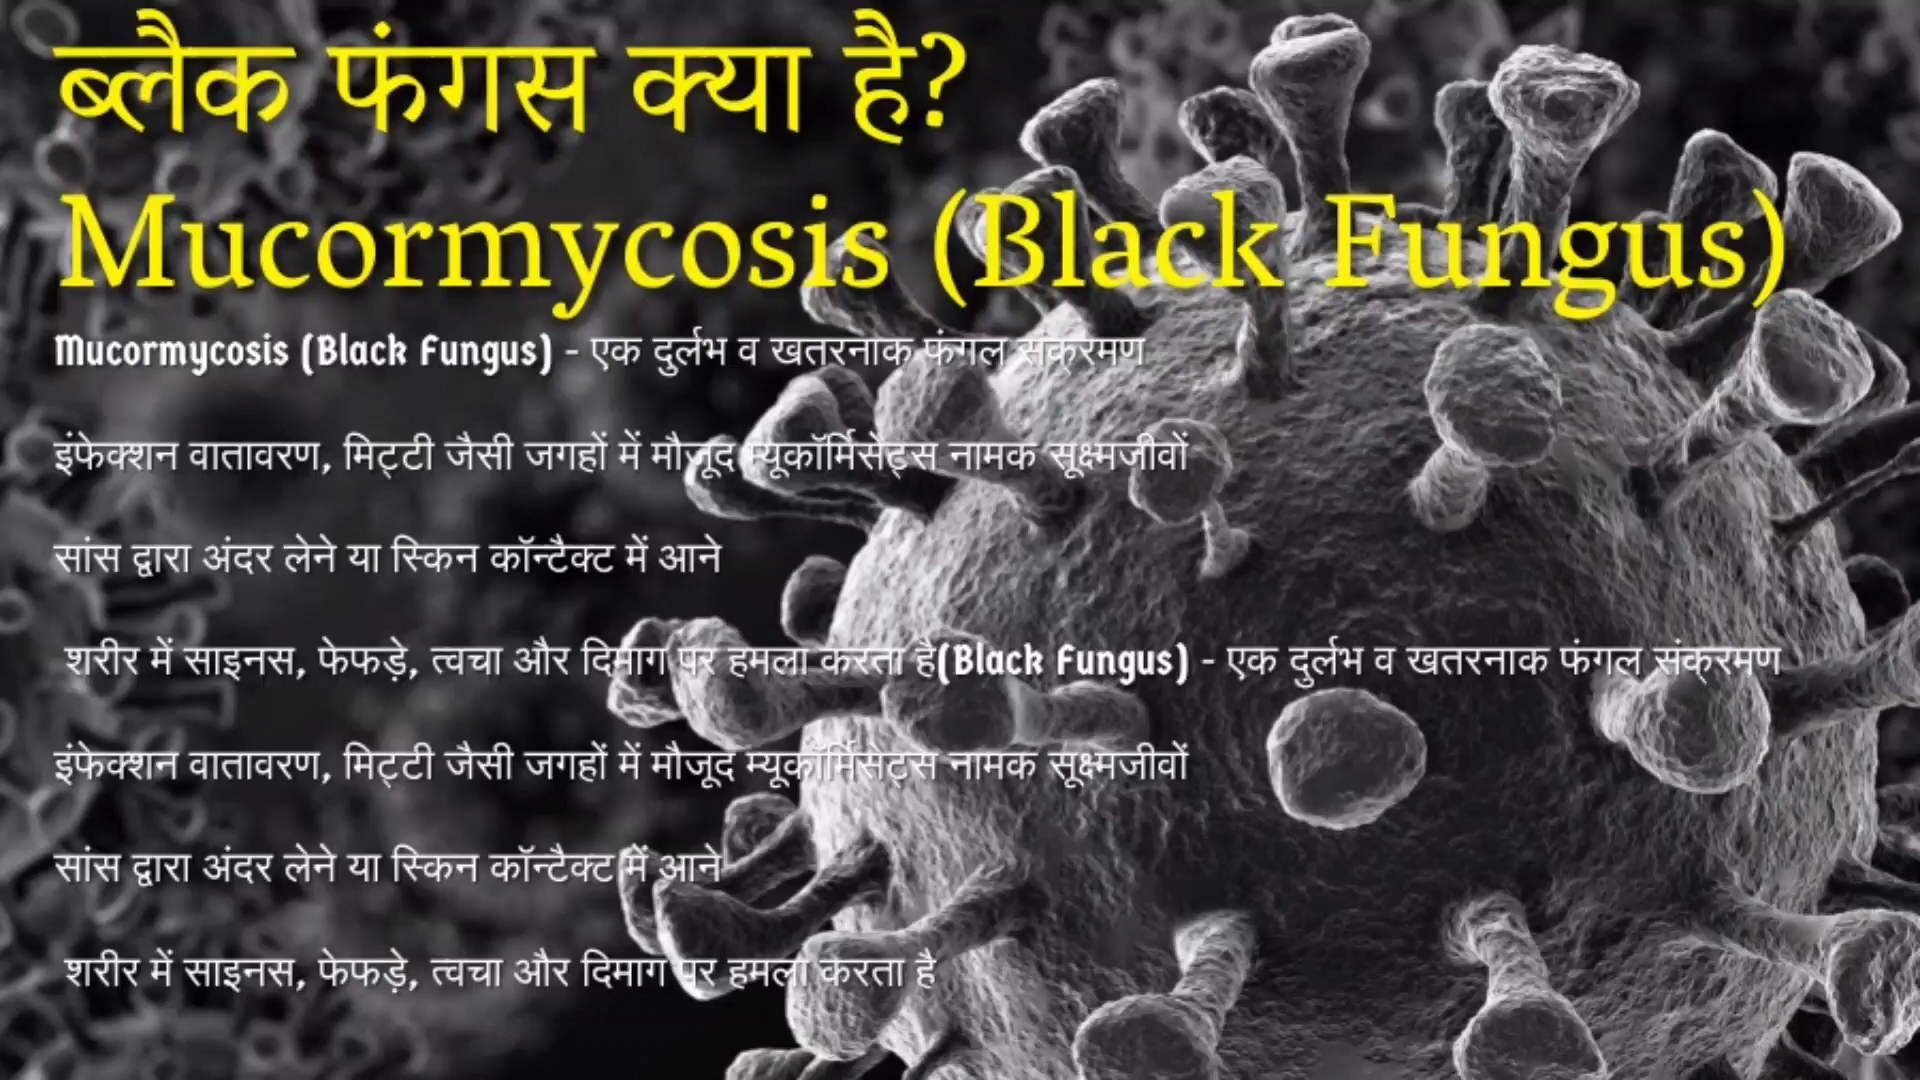 ब्लैक फंगस क्या है?
Mucormycosis (Black Fungus)
Mucormycosis (Black Fungus) - एक दुर्लभ व खतरनाक फंगल संक्रमण
इंफेक्शन वातावरण, मिट्टी जैसी जगहों में मौजूद म्यूकॉर्मिसेट्स नामक सूक्ष्मजीवों
सांस द्वारा अंदर लेने या स्किन कॉन्टैक्ट में आने
शरीर में साइनस, फेफड़े, त्वचा और दिमाग पर हमला करता है(Black Fungus) - एक दुर्लभ व खतरनाक फंगल संक्रमण
इंफेक्शन वातावरण, मिट्टी जैसी जगहों में मौजूद म्यूकॉर्मिसेट्स नामक सूक्ष्मजीवों
सांस द्वारा अंदर लेने या स्किन कॉन्टैक्ट में आने
शरीर में साइनस, फेफड़े, त्वचा और दिमाग पर हमला करता है